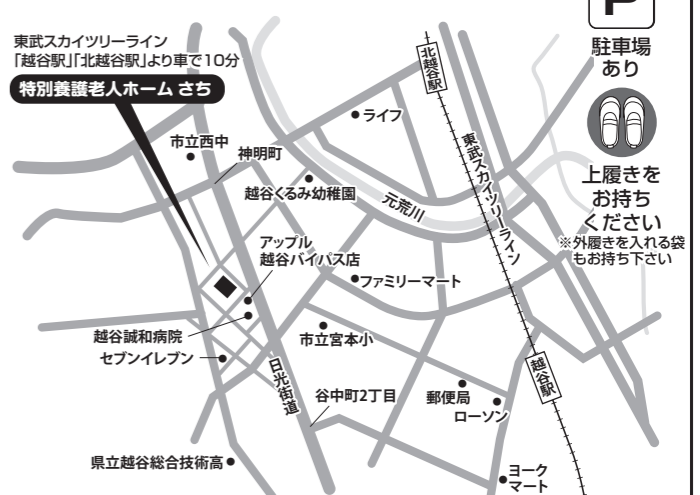 東武スカイツリーライン
「越谷駅」「北越谷駅」より車で10分
特別養護老人ホーム さち
P
駐車場
あり
上履きを
お持ち
ください
※外履きを入れる袋
もお持ち下さい
北越谷駅
ライフ
東武スカイツリーライン
市立西中
神明町
越谷くるみ幼稚園
元荒川
アップル
越谷バイパス店
ファミリーマート
越谷誠和病院
市立宮本小
セブンイレブン
日光街道
谷中町2丁目
越谷駅
郵便局
ローソン
県立越谷総合技術高
ヨーク
マート